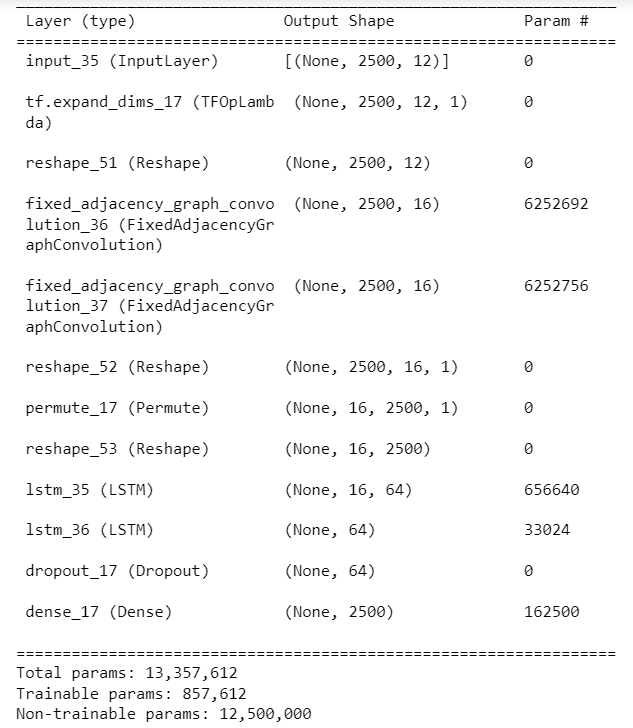 Layer (type) Output Shape Param #
=================================================================
input_35 (InputLayer) [(None, 2500, 12)] 0
tf.expand_dims_17 (TFOpLamb (None, 2500, 12, 1) 0
da)
reshape_51 (Reshape) (None, 2500, 12) 0
fixed_adjacency_graph_convo (None, 2500, 16) 6252692
lution_36 (FixedAdjacencyGr
aphConvolution)
fixed_adjacency_graph_convo (None, 2500, 16) 6252756
lution_37 (FixedAdjacencyGr
aphConvolution)
reshape_52 (Reshape) (None, 2500, 16, 1) 0
permute_17 (Permute) (None, 16, 2500, 1) 0
reshape_53 (Reshape) (None, 16, 2500) 0
lstm_35 (LSTM) (None, 16, 64) 656640
lstm_36 (LSTM) (None, 64) 33024
dropout_17 (Dropout) (None, 64) 0
dense_17 (Dense) (None, 2500) 162500
=================================================================
Total params: 13,357,612
Trainable params: 857,612
Non-trainable params: 12,500,000